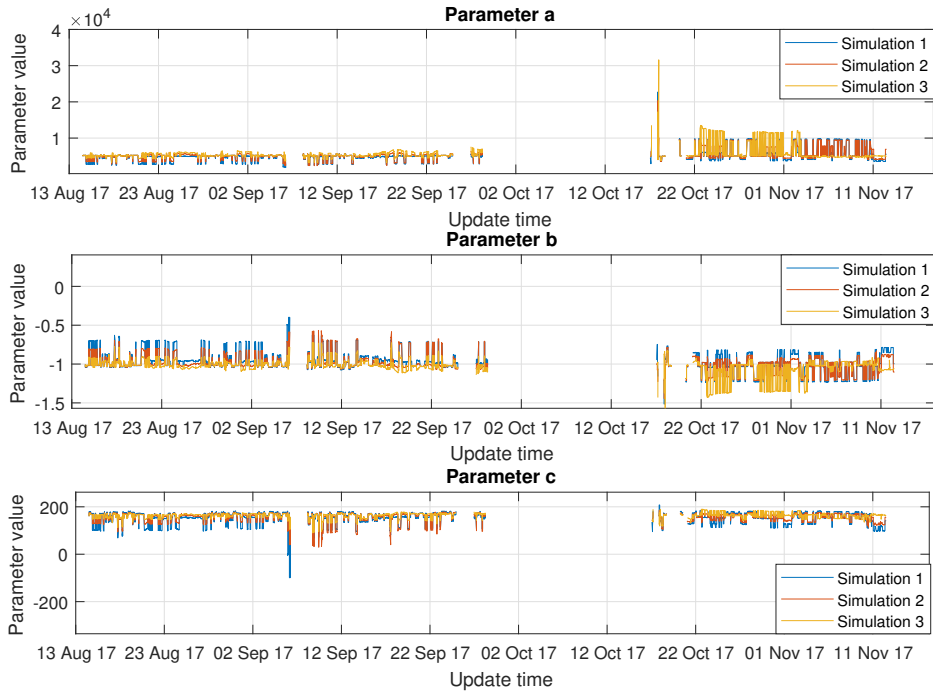 Parameter a
×10⁴
4
3
2
1
Parameter value
Simulation 1
Simulation 2
Simulation 3
13 Aug 17 23 Aug 17 02 Sep 17 12 Sep 17 22 Sep 17 02 Oct 17 12 Oct 17 22 Oct 17 01 Nov 17 11 Nov 17
Update time
Parameter b
0
-0.5
-1
-1.5
Parameter value
Simulation 1
Simulation 2
Simulation 3
13 Aug 17 23 Aug 17 02 Sep 17 12 Sep 17 22 Sep 17 02 Oct 17 12 Oct 17 22 Oct 17 01 Nov 17 11 Nov 17
Update time
Parameter c
200
0
-200
Parameter value
Simulation 1
Simulation 2
Simulation 3
13 Aug 17 23 Aug 17 02 Sep 17 12 Sep 17 22 Sep 17 02 Oct 17 12 Oct 17 22 Oct 17 01 Nov 17 11 Nov 17
Update time